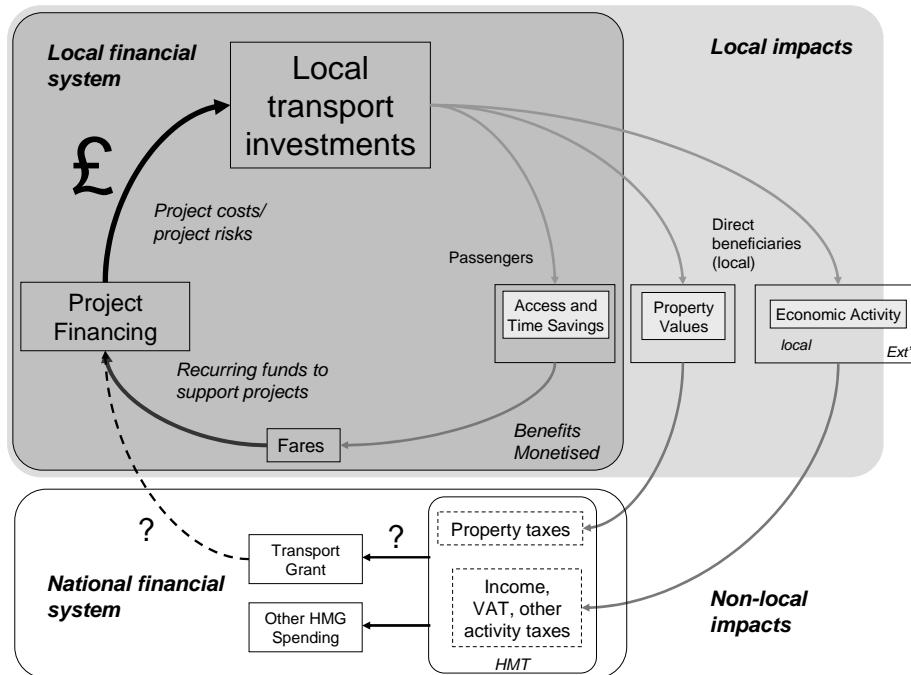 Local financial
system
Local
transport
investments
Local impacts
£
Project costs/
project risks
Passengers
Direct
beneficiaries
(local)
Project
Financing
Access and
Time Savings
Property
Values
Economic Activity
local
Ext'
Recurring funds to
support projects
Fares
Benefits
Monetised
?
?
Property taxes
Transport
Grant
National financial
system
Income,
VAT, other
activity taxes
Non-local
impacts
Other HMG
Spending
HMT